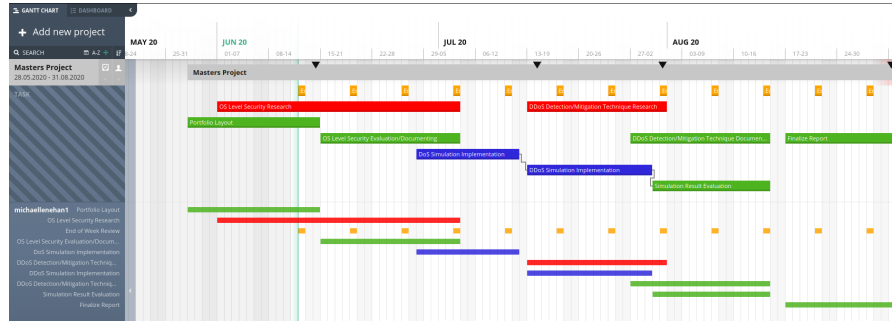 GANTT CHART DASHBOARD
+ Add new project
SEARCH A-Z
MAY 20 JUN 20 JUL 20 AUG 20
25-31 01-07 08-14 15-21 22-28 29-05 06-12 13-19 20-26 27-02 03-09 10-16 17-23 24-30
Masters Project
28.05.2020 - 31.08.2020
Masters Project
TASK
OS Level Security Research DDoS Detection/Mitigation Technique Research
Portfolio Layout
OS Level Security Evaluation/Documenting DDoS Detection/Mitigation Technique Documen... Finalize Report
DoS Simulation Implementation
DDoS Simulation Implementation
Simulation Result Evaluation
michaellenehan1 Portfolio Layout
OS Level Security Research
End of Week Review
OS Level Security Evaluation/Docum...
DoS Simulation Implementation
DDoS Detection/Mitigation Techniq...
DDoS Simulation Implementation
DDoS Detection/Mitigation Techniq...
Simulation Result Evaluation
Finalize Report